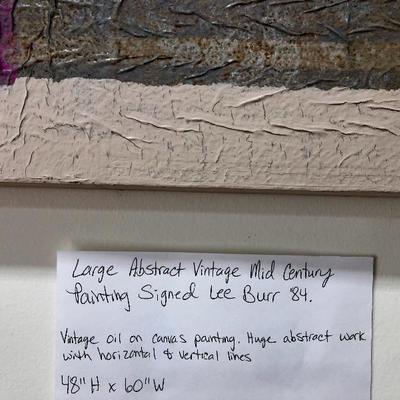 Large Abstract Vintage Mid Century
Painting Signed Lee Burr '84.
Vintage oil on canvas painting. Huge abstract work
with horizontal & vertical lines
48" H x 60" W